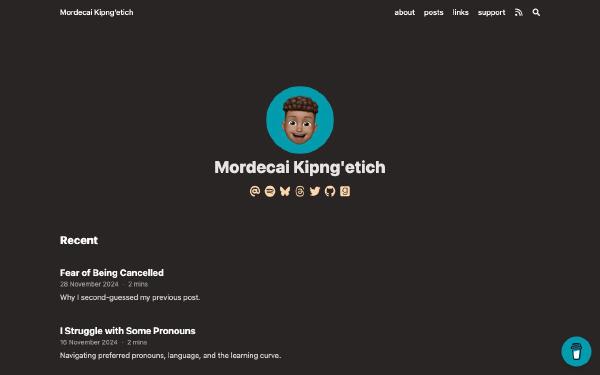 Mordecai Kipng'etich
about posts links support
Mordecai Kipng'etich
Recent
Fear of Being Cancelled
28 November 2024 · 2 mins
Why I second-guessed my previous post.
I Struggle with Some Pronouns
16 November 2024 · 2 mins
Navigating preferred pronouns, language, and the learning curve.